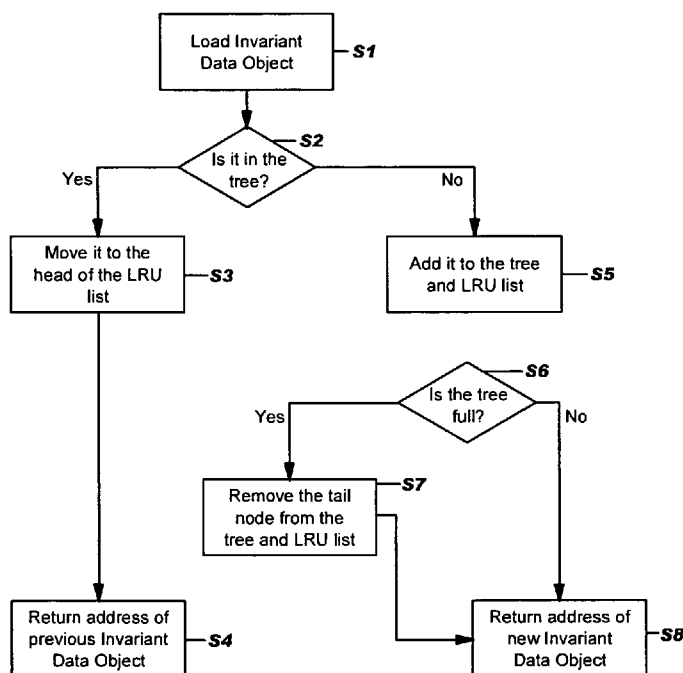 Load Invariant
Data Object
S1
S2
Is it in the
tree?
Yes
No
Move it to the
head of the LRU
list
S3
Add it to the tree
and LRU list
S5
S6
Is the tree
full?
Yes
No
S7
Remove the tail
node from the
tree and LRU list
Return address of
previous Invariant
Data Object
S4
Return address of
new Invariant
Data Object
S8